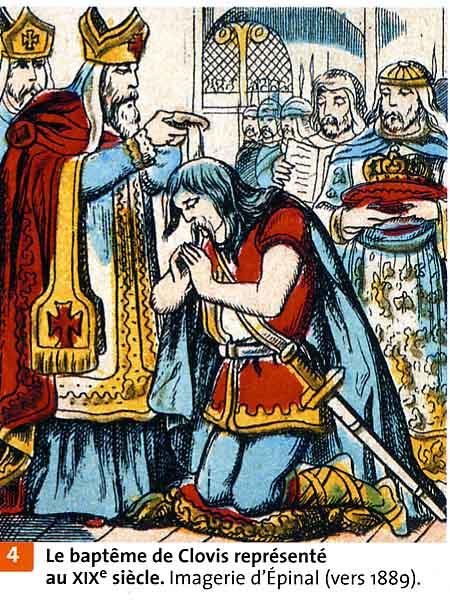 4 Le baptême de Clovis représenté
au XIXe siècle. Imagerie d'Épinal (vers 1889).